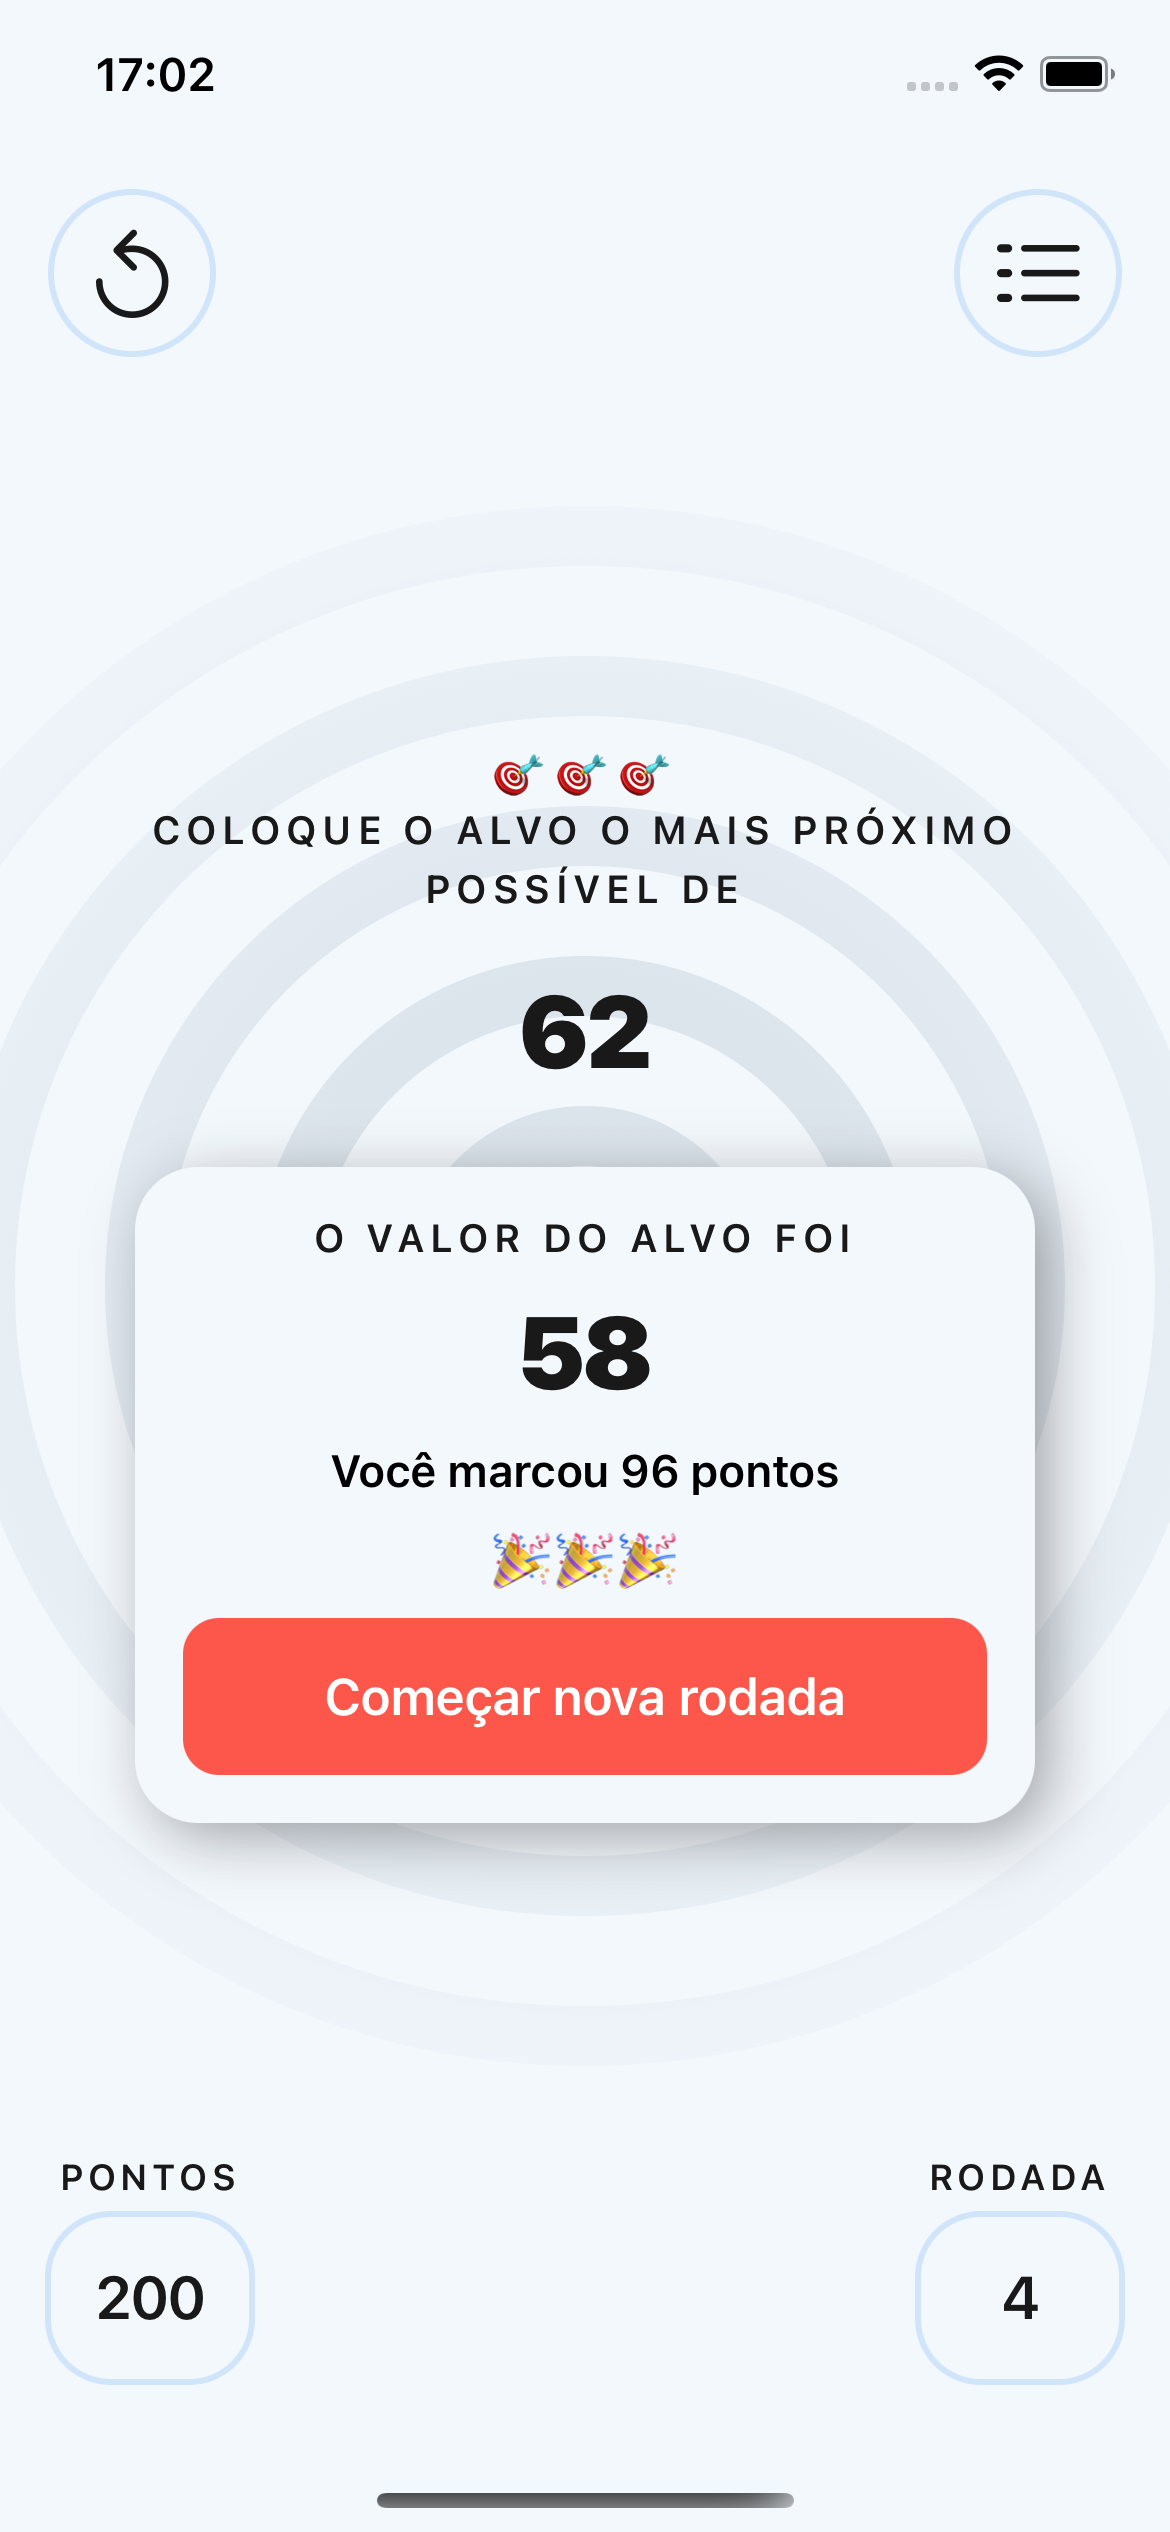 17:02
🎯🎯🎯
COLOQUE O ALVO O MAIS PRÓXIMO
POSSÍVEL DE
62
O VALOR DO ALVO FOI
58
Você marcou 96 pontos
🎉🎉🎉
Começar nova rodada
PONTOS
RODADA
200
4